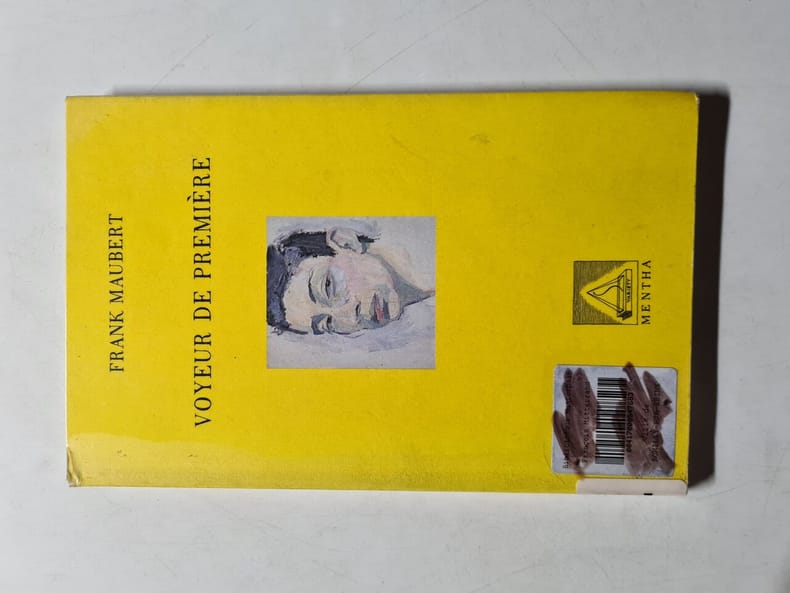 FRANK MAUBERT
VOYEUR DE PREMIÈRE
MENTHA